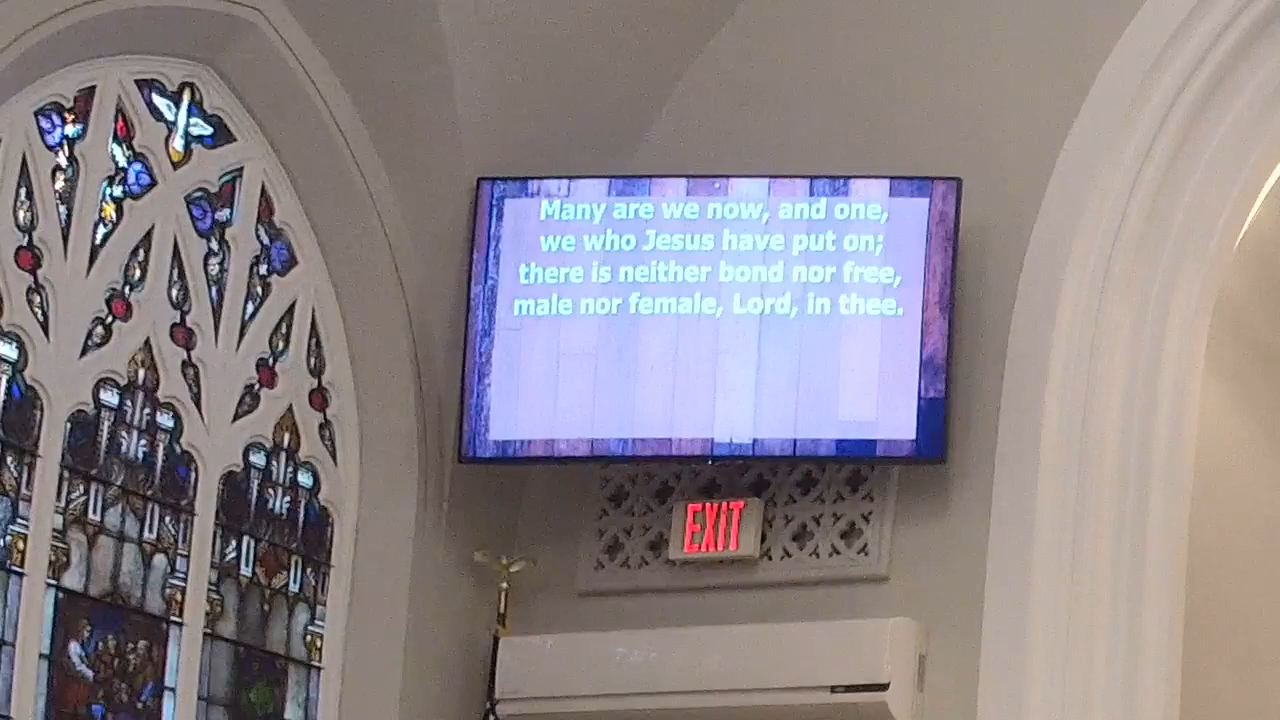 Many are we now, and one,
we who Jesus have put on;
there is neither bond nor free,
male nor female, Lord, in thee.
EXIT